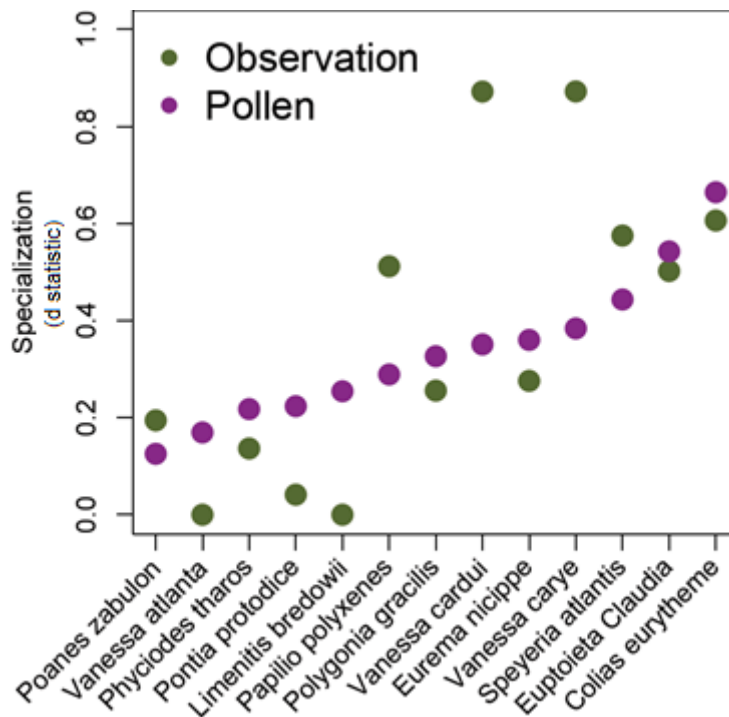 Observation
Pollen
1.0
0.8
0.6
0.4
0.2
0.0
Specialization
(d statistic)
Poanes zabulon
Vanessa atlanta
Phyciodes tharos
Pontia protodice
Limenitis bredowii
Papilio polyxenes
Polygonia gracilis
Vanessa cardui
Eurema nicippe
Vanessa carye
Speyeria atlantis
Euptoieta Claudia
Colias eurytheme